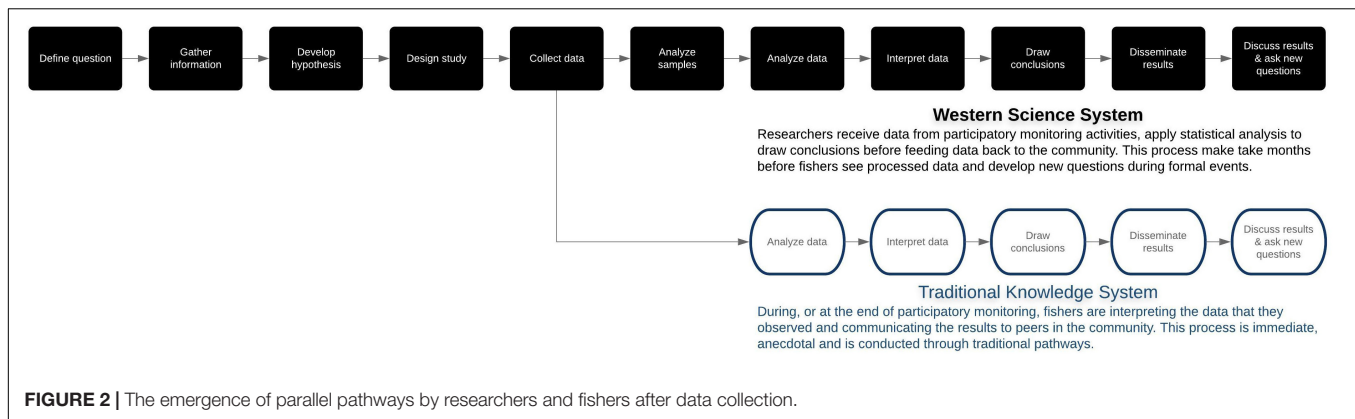 Define question
Gather
information
Develop
hypothesis
Design study
Collect data
Analyze
samples
Analyze data
Interpret data
Draw
conclusions
Disseminate
results
Discuss results
& ask new
questions
Western Science System
Researchers receive data from participatory monitoring activities, apply statistical analysis to
draw conclusions before feeding data back to the community. This process make take months
before fishers see processed data and develop new questions during formal events.
Analyze data
Interpret data
Draw
conclusions
Disseminate
results
Discuss results
& ask new
questions
Traditional Knowledge System
During, or at the end of participatory monitoring, fishers are interpreting the data that they
observed and communicating the results to peers in the community. This process is immediate,
anecdotal and is conducted through traditional pathways.
FIGURE 2 | The emergence of parallel pathways by researchers and fishers after data collection.